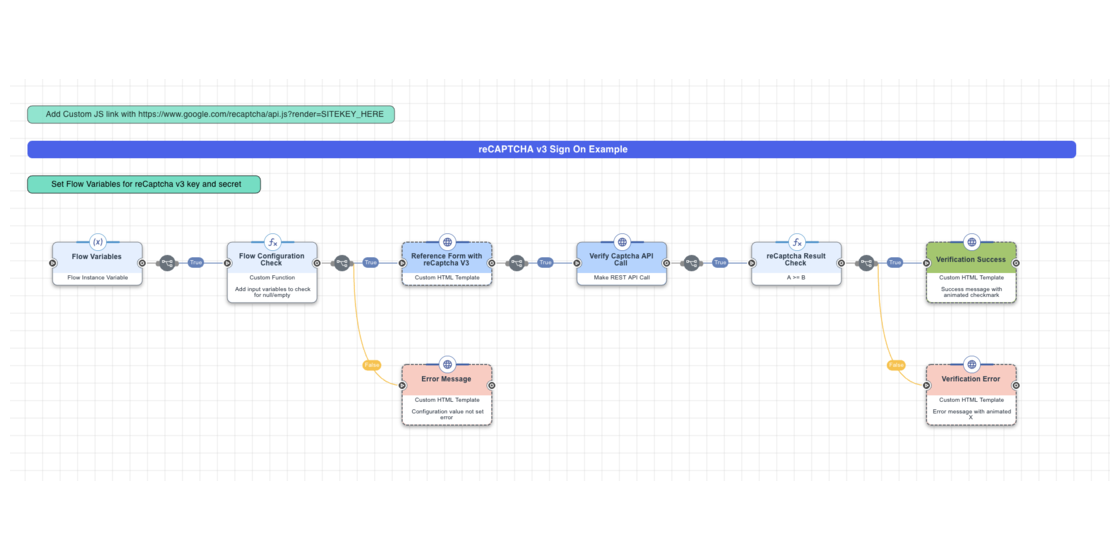 Add Custom JS link with https://www.google.com/recaptcha/api.js?render=SITEKEY_HERE
reCAPTCHA v3 Sign On Example
Set Flow Variables for reCaptcha v3 key and secret
(x)
Flow Variables
Flow Instance Variable
True
fx
Flow Configuration
Check
Custom Function
Add input variables to check
for null/empty
True
Reference Form with
reCaptcha V3
Custom HTML Template
True
Verify Captcha API
Call
Make REST API Call
True
fx
reCaptcha Result
Check
A >= B
True
Verification Success
Custom HTML Template
Success message with
animated checkmark
False
Error Message
Custom HTML Template
Configuration value not set
error
False
Verification Error
Custom HTML Template
Error message with animated
X